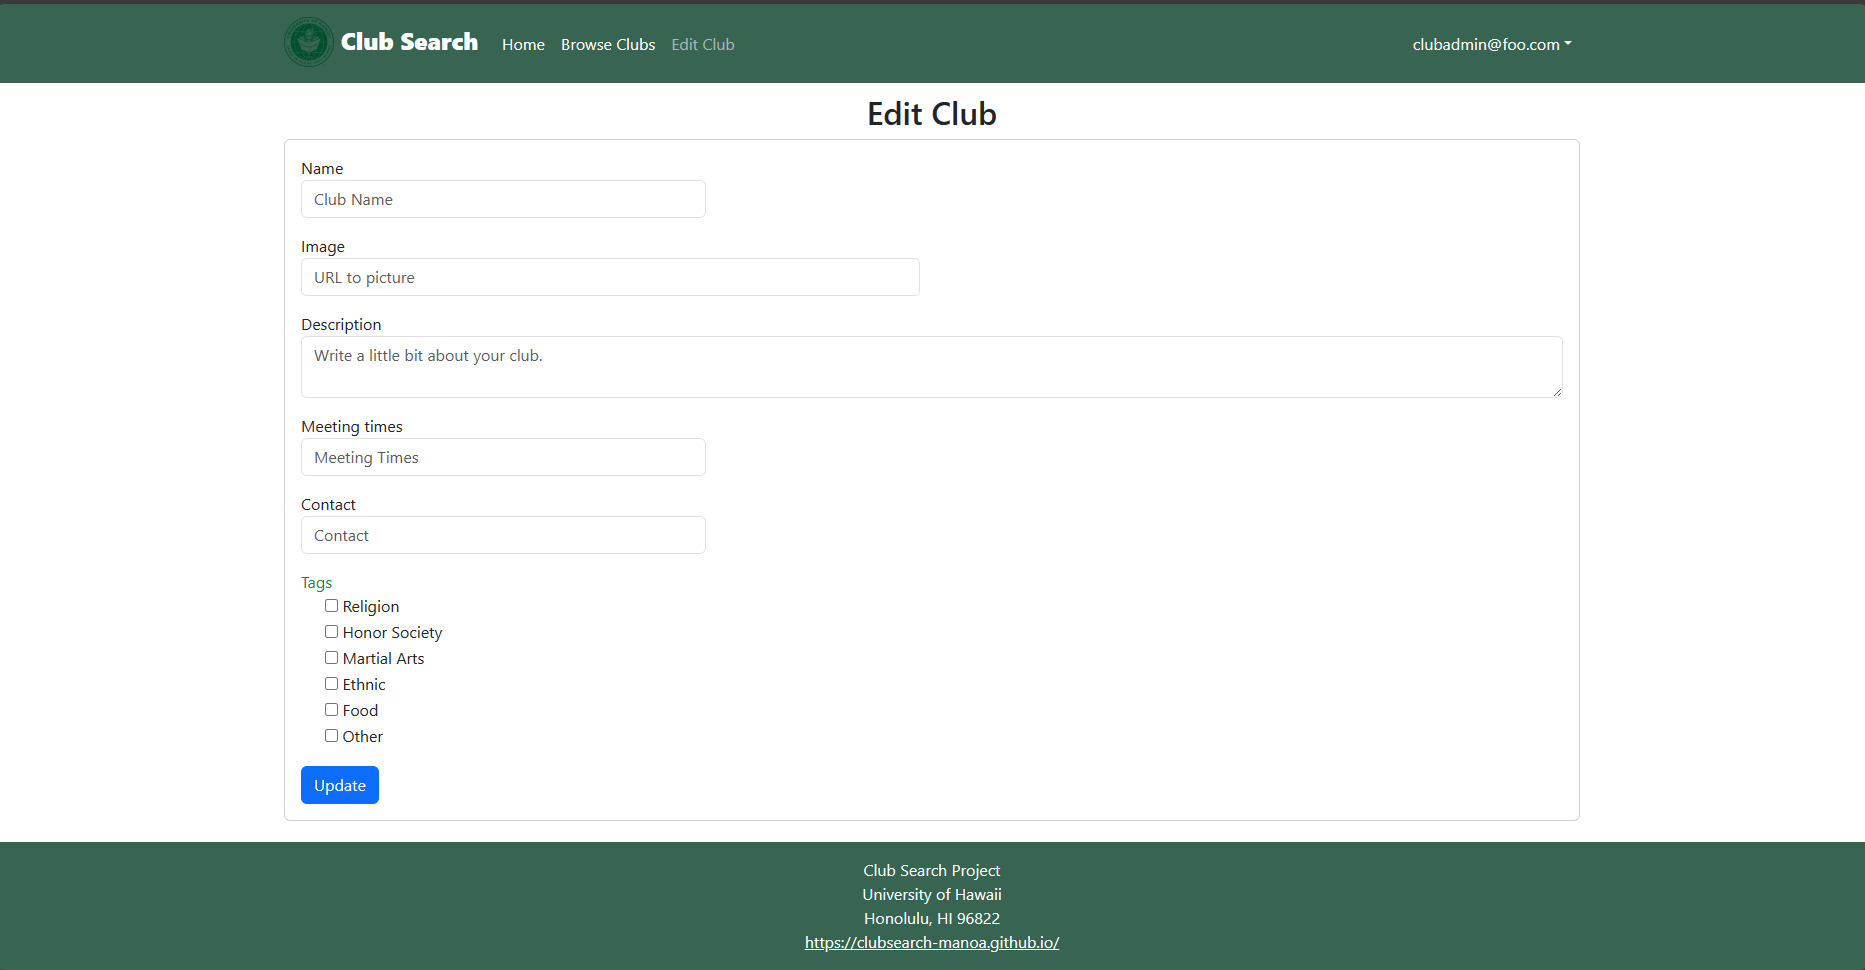 Club Search
Home
Browse Clubs
Edit Club
clubadmin@foo.com
Edit Club
Name
Club Name
Image
URL to picture
Description
Write a little bit about your club.
Meeting times
Meeting Times
Contact
Contact
Tags
Religion
Honor Society
Martial Arts
Ethnic
Food
Other
Update
Club Search Project
University of Hawaii
Honolulu, HI 96822
https://clubsearch-manoa.github.io/